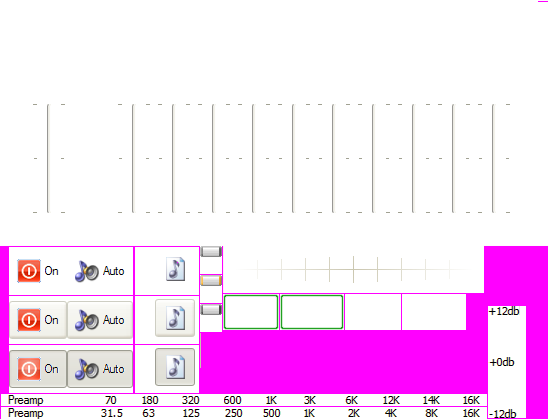 On Auto
On Auto
+12db
+0db
On Auto
Preamp 70 180 320 600 1K 3K 6K 12K 14K 16K
Preamp 31.5 63 125 250 500 1K 2K 4K 8K 16K
-12db